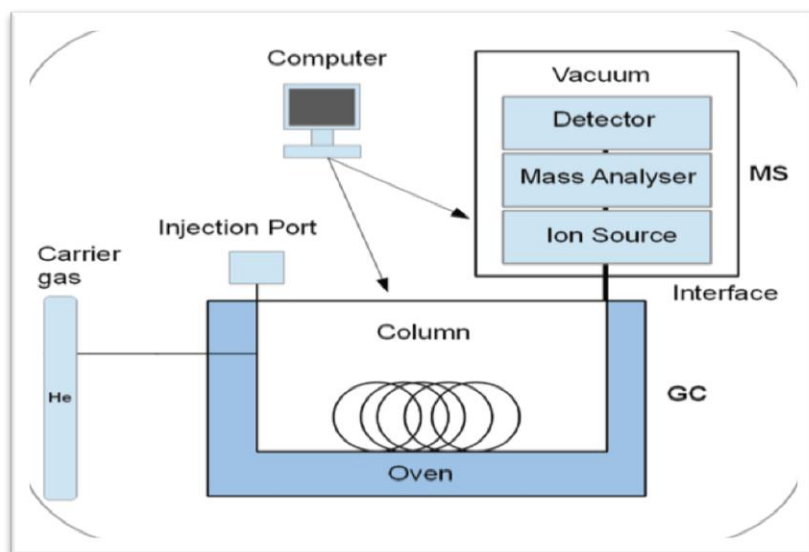 Computer
Vacuum
Detector
Mass Analyser
MS
Ion Source
Injection Port
Carrier
gas
Interface
Column
He
GC
Oven